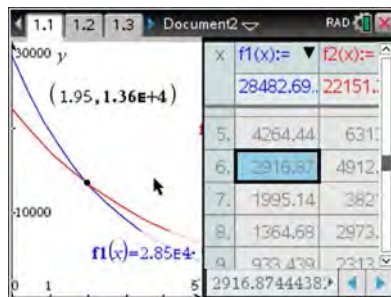 1.1 1.2 1.3 Document2 RAD
30000 y
(1.95, 1.36E+4)
10000
f1(x)=2.85E4·
0 1 5
x f1(x):= ▼ f2(x):=
28482.69.. 22151.
5. 4264.44 631
6. 2916.87 4912.
7. 1995.14 382
8. 1364.68 2973.
9. 933.439 2313
2916.8744438